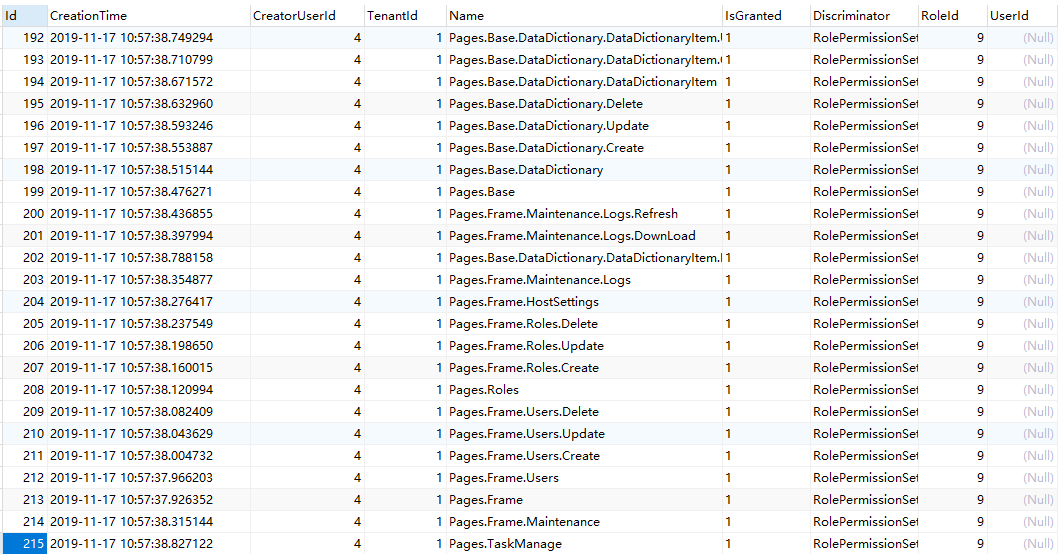 Id CreationTime CreatorUserId TenantId Name IsGranted Discriminator RoleId UserId
192 2019-11-17 10:57:38.749294 4 1 Pages.Base.DataDictionary.DataDictionaryItem. 1 RolePermissionSet 9 (Null)
193 2019-11-17 10:57:38.710799 4 1 Pages.Base.DataDictionary.DataDictionaryItem. 1 RolePermissionSet 9 (Null)
194 2019-11-17 10:57:38.671572 4 1 Pages.Base.DataDictionary.DataDictionaryItem 1 RolePermissionSet 9 (Null)
195 2019-11-17 10:57:38.632960 4 1 Pages.Base.DataDictionary.Delete 1 RolePermissionSet 9 (Null)
196 2019-11-17 10:57:38.593246 4 1 Pages.Base.DataDictionary.Update 1 RolePermissionSet 9 (Null)
197 2019-11-17 10:57:38.553887 4 1 Pages.Base.DataDictionary.Create 1 RolePermissionSet 9 (Null)
198 2019-11-17 10:57:38.515144 4 1 Pages.Base.DataDictionary 1 RolePermissionSet 9 (Null)
199 2019-11-17 10:57:38.476271 4 1 Pages.Base 1 RolePermissionSet 9 (Null)
200 2019-11-17 10:57:38.436855 4 1 Pages.Frame.Maintenance.Logs.Refresh 1 RolePermissionSet 9 (Null)
201 2019-11-17 10:57:38.397994 4 1 Pages.Frame.Maintenance.Logs.DownLoad 1 RolePermissionSet 9 (Null)
202 2019-11-17 10:57:38.788158 4 1 Pages.Base.DataDictionary.DataDictionaryItem. 1 RolePermissionSet 9 (Null)
203 2019-11-17 10:57:38.354877 4 1 Pages.Frame.Maintenance.Logs 1 RolePermissionSet 9 (Null)
204 2019-11-17 10:57:38.276417 4 1 Pages.Frame.HostSettings 1 RolePermissionSet 9 (Null)
205 2019-11-17 10:57:38.237549 4 1 Pages.Frame.Roles.Delete 1 RolePermissionSet 9 (Null)
206 2019-11-17 10:57:38.198650 4 1 Pages.Frame.Roles.Update 1 RolePermissionSet 9 (Null)
207 2019-11-17 10:57:38.160015 4 1 Pages.Frame.Roles.Create 1 RolePermissionSet 9 (Null)
208 2019-11-17 10:57:38.120994 4 1 Pages.Roles 1 RolePermissionSet 9 (Null)
209 2019-11-17 10:57:38.082409 4 1 Pages.Frame.Users.Delete 1 RolePermissionSet 9 (Null)
210 2019-11-17 10:57:38.043629 4 1 Pages.Frame.Users.Update 1 RolePermissionSet 9 (Null)
211 2019-11-17 10:57:38.004732 4 1 Pages.Frame.Users.Create 1 RolePermissionSet 9 (Null)
212 2019-11-17 10:57:37.966203 4 1 Pages.Frame.Users 1 RolePermissionSet 9 (Null)
213 2019-11-17 10:57:37.926352 4 1 Pages.Frame 1 RolePermissionSet 9 (Null)
214 2019-11-17 10:57:38.315144 4 1 Pages.Frame.Maintenance 1 RolePermissionSet 9 (Null)
215 2019-11-17 10:57:38.827122 4 1 Pages.TaskManage 1 RolePermissionSet 9 (Null)